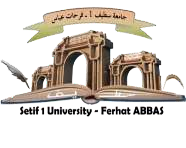 جامعة سطيف 1 - فرحات عباس
Setif 1 University - Ferhat ABBAS